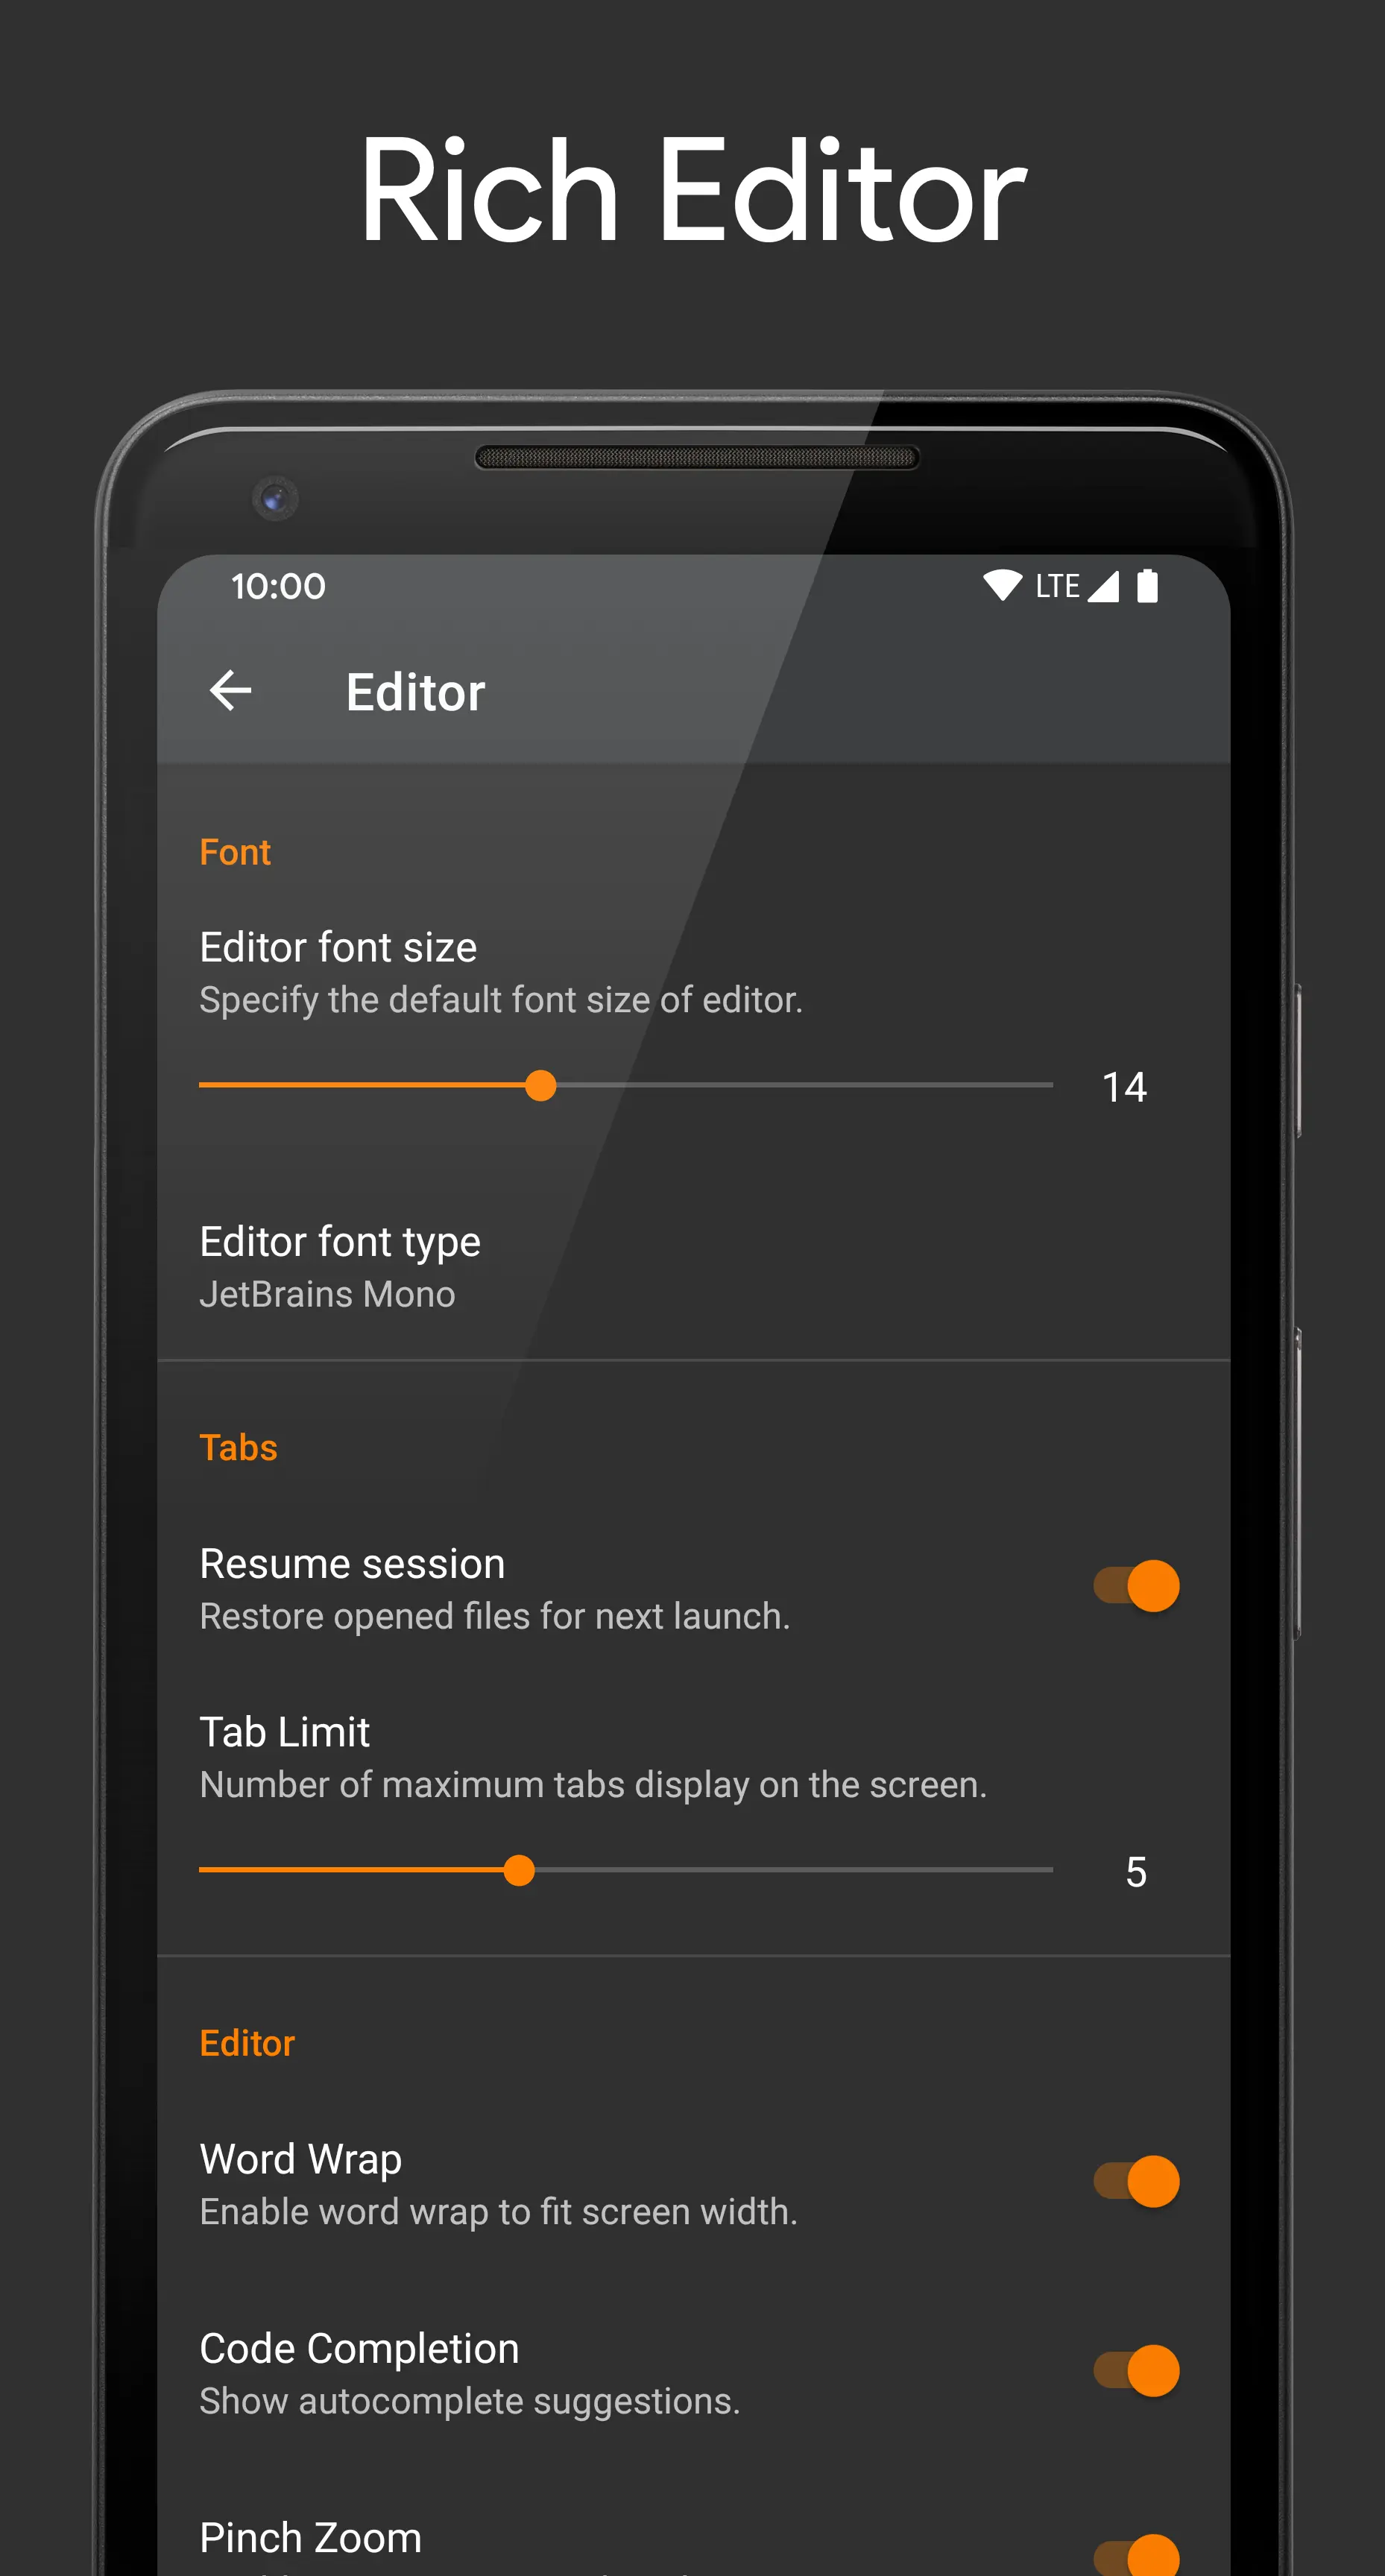 Rich Editor
10:00
LTE
Editor
Font
Editor font size
Specify the default font size of editor.
14
Editor font type
JetBrains Mono
Tabs
Resume session
Restore opened files for next launch.
Tab Limit
Number of maximum tabs display on the screen.
5
Editor
Word Wrap
Enable word wrap to fit screen width.
Code Completion
Show autocomplete suggestions.
Pinch Zoom